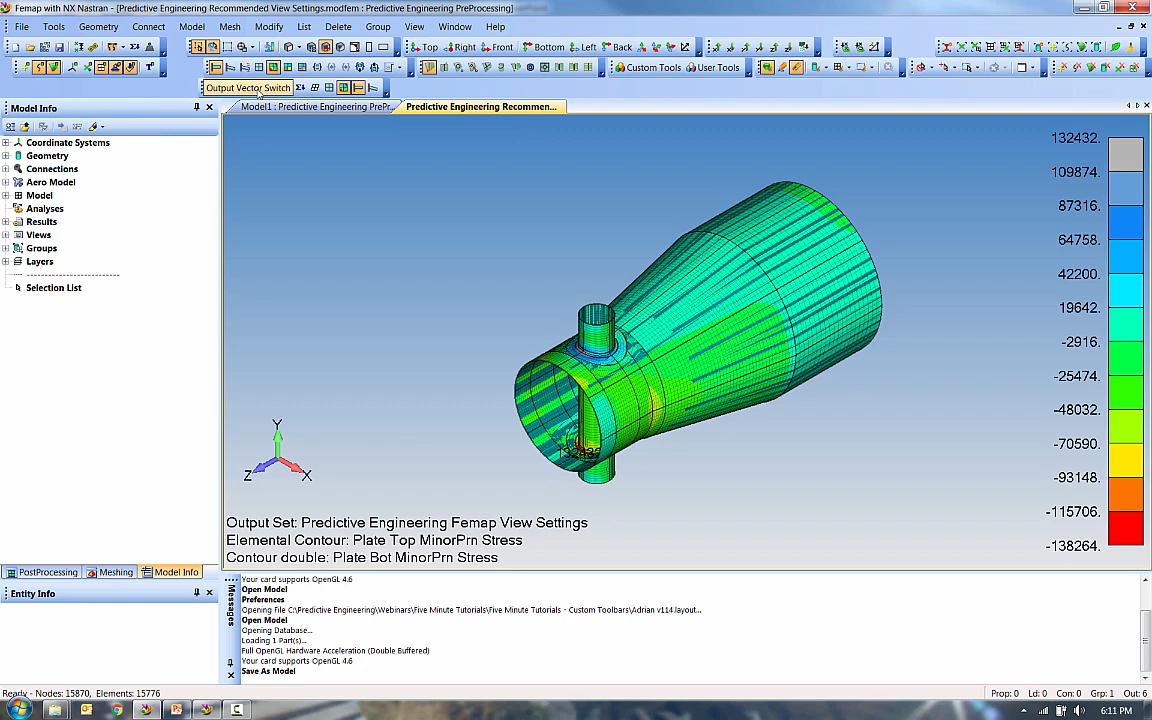 Femap with NX Nastran - [Predictive Engineering Recommended View Settings.modfem : Predictive Engineering PreProcessing]
File Tools Geometry Connect Model Mesh Modify List Delete Group View Window Help
Top Right Front Bottom Left Back
Custom Tools User Tools
Output Vector Switch
Model Info
Model1 : Predictive Engineering PrePr...
Predictive Engineering Recommen...
Coordinate Systems
Geometry
Connections
Aero Model
Model
Analyses
Results
Views
Groups
Layers
Selection List
132432.
109874.
87316.
64758.
42200.
19642.
-2916.
-25474.
-48032.
-70590.
-93148.
-115706.
-138264.
Y
Z
X
Output Set: Predictive Engineering Femap View Settings
Elemental Contour: Plate Top MinorPrn Stress
Contour double: Plate Bot MinorPrn Stress
PostProcessing Meshing Model Info
Entity Info
Messages
Your card supports OpenGL 4.6
Open Model
Preferences
Opening File C:\Predictive Engineering\Webinars\Five Minute Tutorials\Five Minute Tutorials - Custom Toolbars\Adrian v114.layout...
Open Model
Opening Database...
Loading 1 Part(s)...
Full OpenGL Hardware Acceleration (Double Buffered)
Your card supports OpenGL 4.6
Save As Model
Ready - Nodes: 15870, Elements: 15776
Prop: 0 Ld: 0 Con: 0 Grp: 1 Out: 6
6:11 PM